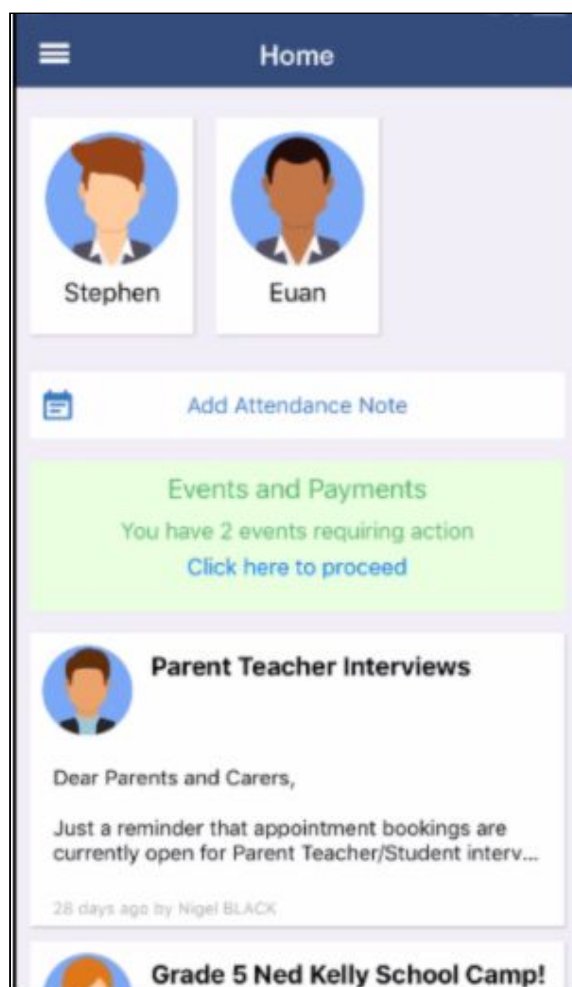 Home
Stephen
Euan
Add Attendance Note
Events and Payments
You have 2 events requiring action
Click here to proceed
Parent Teacher Interviews
Dear Parents and Carers,
Just a reminder that appointment bookings are
currently open for Parent Teacher/Student interv...
28 days ago by Nigel BLACK
Grade 5 Ned Kelly School Camp!